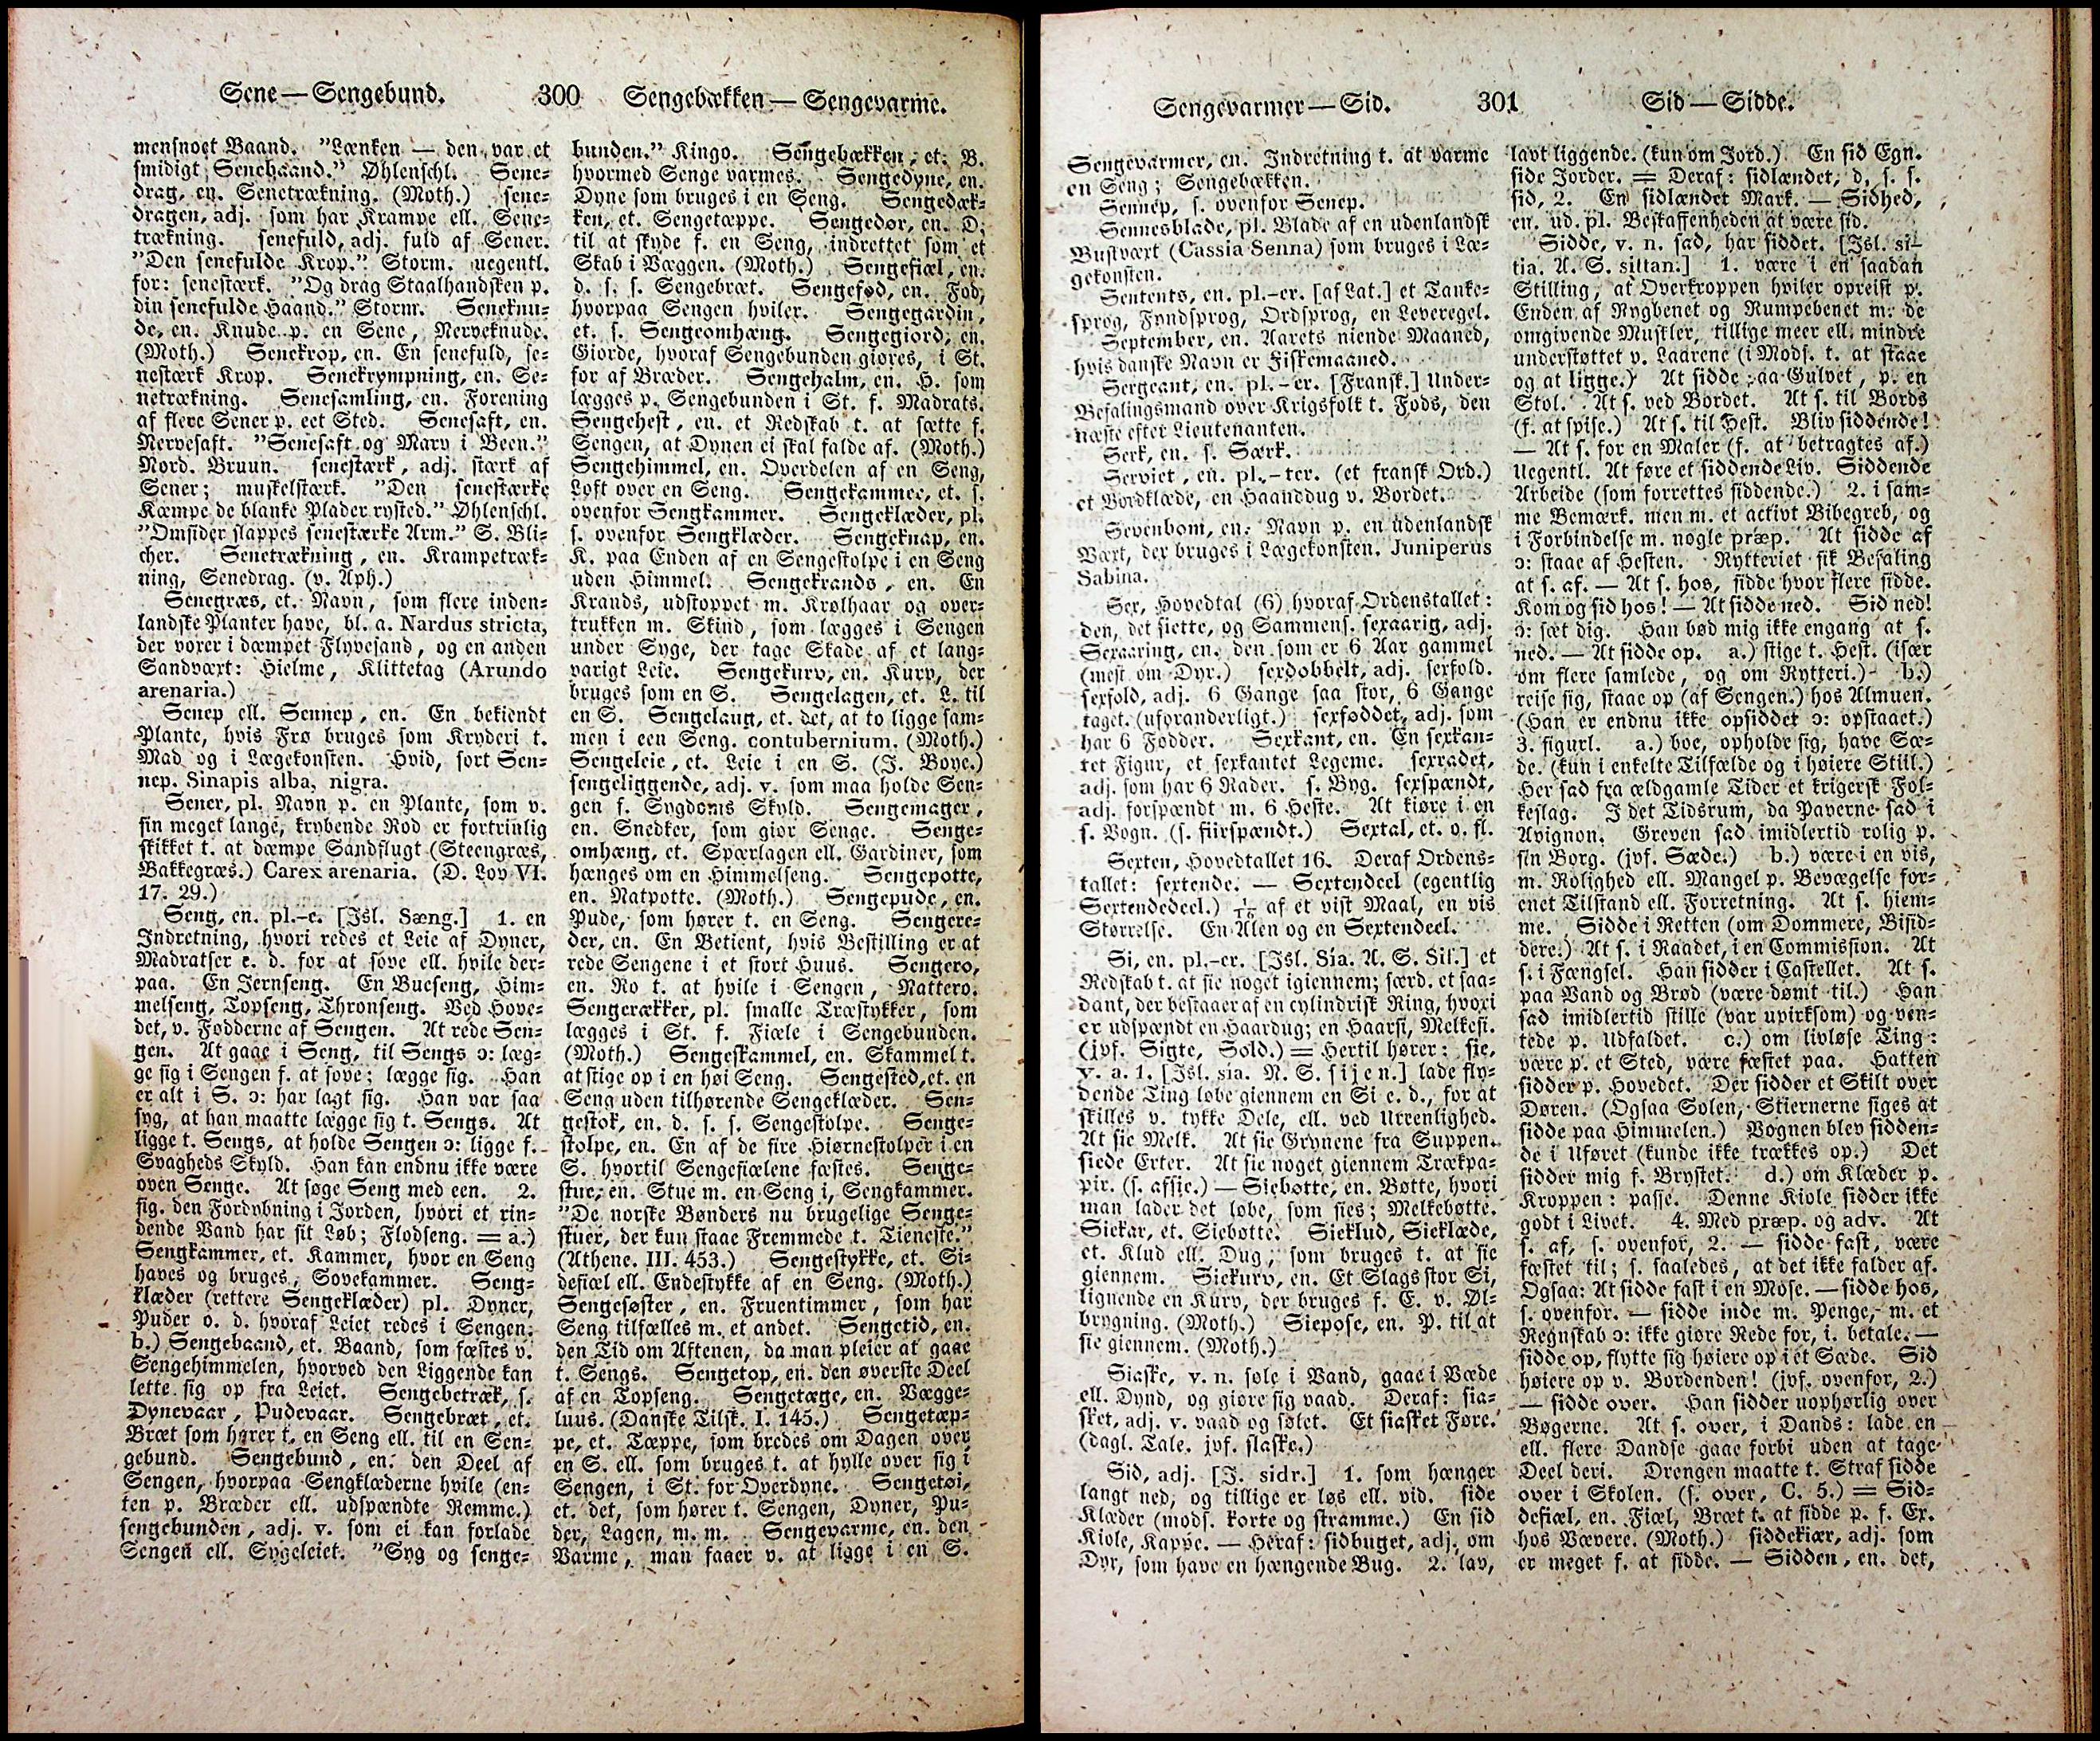 Sene — Sengebund.
300
Sengebækken — Sengevarme.
mensnoet Baand. "Lænken — den var et
smidigt Senebaand." Øhlenschl. Sene-
drag, en. Senetrækning. (Moth.) sene-
dragen, adj. som har Krampe ell. Sene-
trækning. senefuld, adj. fuld af Sener.
"Den senefulde Krop." Storm. uegentl.
for: senestærk. "Og drag Staalhandsken p.
din senefulde Haand." Storm. Seneknu-
de, en. Knude p. en Sene, Nerveknude.
(Moth.) Senekrop, en. En senefuld, se-
nestærk Krop. Senekrympning, en. Se-
netrækning. Senesamling, en. Forening
af flere Sener p. eet Sted. Senesaft, en.
Nervesaft. "Senesaft og Marv i Been."
Nord. Bruun. senestærk, adj. stærk af
Sener; muskelstærk. "Den senestærke
Kæmpe de blanke Plader rysted." Øhlenschl.
"Omsider slappes senestærke Arm." S. Bli-
cher. Senetrækning, en. Krampetræk-
ning, Senedrag. (v. Aph.)
Senegræs, et. Navn, som flere inden-
landske Planter have, bl. a. Nardus stricta,
der voxer i dæmpet Flyvesand, og en anden
Sandvæxt: Hielme, Klittetag (Arundo
arenaria.)
Senep ell. Sennep, en. En bekiendt
Plante, hvis Frø bruges som Kryderi t.
Mad og i Lægekonsten. Hvid, sort Sen-
nep. Sinapis alba, nigra.
Sener, pl. Navn p. en Plante, som v.
sin meget lange, krybende Rod er fortrinlig
skikket t. at dæmpe Sandflugt (Steengræs,
Bakkegræs.) Carex arenaria. (D. Lov VI.
17. 29.)
Seng, en. pl.-e. [Isl. Sæng.] 1. en
Indretning, hvori redes et Leie af Dyner,
Madratser e. d. for at sove ell. hvile der-
paa. En Jernseng. En Bueseng, Him-
melseng, Topseng, Thronseng. Ved Hove-
det, v. Fødderne af Sengen. At rede Sen-
gen. At gaae i Seng, til Sengs ɔ: læg-
ge sig i Sengen f. at sove; lægge sig. Han
er alt i S. ɔ: har lagt sig. Han var saa
syg, at han maatte lægge sig t. Sengs. At
ligge t. Sengs, at holde Sengen ɔ: ligge f.
Svagheds Skyld. Han kan endnu ikke være
oven Senge. At søge Seng med een. 2.
fig. den Fordybning i Jorden, hvori et rin-
dende Vand har sit Løb; Flodseng. = a.)
Sengkammer, et. Kammer, hvor en Seng
haves og bruges, Sovekammer. Seng-
klæder (rettere Sengeklæder) pl. Dyner,
Puder o. d. hvoraf Leiet redes i Sengen.
b.) Sengebaand, et. Baand, som fæstes v.
Sengehimmelen, hvorved den Liggende kan
lette sig op fra Leiet. Sengebetræk, s.
Dynevaar, Pudevaar. Sengebræt, et.
Bræt som hører t. en Seng ell. til en Sen-
gebund. Sengebund, en. den Deel af
Sengen, hvorpaa Sengklæderne hvile (en-
ten p. Bræder ell. udspændte Remme.)
sengebunden, adj. v. som ei kan forlade
Sengen ell. Sygeleiet. "Syg og senge-
bunden." Kingo. Sengebækken, et. B.
hvormed Senge varmes. Sengedyne, en.
Dyne som bruges i en Seng. Sengedæk-
ken, et. Sengetæppe. Sengedør, en. D.
til at skyde f. en Seng, indrettet som et
Skab i Væggen. (Moth.) Sengefiæl, en.
d. s. s. Sengebræt. Sengefod, en. Fod,
hvorpaa Sengen hviler. Sengegardin,
et. s. Sengeomhæng. Sengegiord, en.
Giorde, hvoraf Sengebunden giøres, i St.
for af Bræder. Sengehalm, en. H. som
lægges p. Sengebunden i St. f. Madrats.
Sengehest, en. et Redskab t. at sætte f.
Sengen, at Dynen ei skal falde af. (Moth.)
Sengehimmel, en. Overdelen af en Seng,
Loft over en Seng. Sengekammer, et. s.
ovenfor Sengkammer. Sengeklæder, pl.
s. ovenfor Sengklæder. Sengeknap, en.
K. paa Enden af en Sengestolpe i en Seng
uden Himmel. Sengekrands, en. En
Krands, udstoppet m. Krølhaar og over-
trukken m. Skind, som lægges i Sengen
under Syge, der tage Skade af et lang-
varigt Leie. Sengekurv, en. Kurv, der
bruges som en S. Sengelagen, et. L. til
en S. Sengelaug, et. det, at to ligge sam-
men i een Seng. contubernium. (Moth.)
Sengeleie, et. Leie i en S. (J. Boye.)
sengeliggende, adj. v. som maa holde Sen-
gen f. Sygdoms Skyld. Sengemager,
en. Snedker, som giør Senge. Senge-
omhæng, et. Sparlagen ell. Gardiner, som
hænges om en Himmelseng. Sengepotte,
en. Natpotte. (Moth.) Sengepude, en.
Pude, som hører t. en Seng. Sengere-
der, en. En Betient, hvis Bestilling er at
rede Sengene i et stort Huus. Sengero,
en. Ro t. at hvile i Sengen, Nattero.
Sengerækker, pl. smalle Træstykker, som
lægges i St. f. Fiæle i Sengebunden.
(Moth.) Sengeskammel, en. Skammel t.
at stige op i en høi Seng. Sengested, et. en
Seng uden tilhørende Sengeklæder. Sen-
gestok, en. d. s. s. Sengestolpe. Senge-
stolpe, en. En af de fire Hiørnestolper i en
S. hvortil Sengefiælene fæstes. Senge-
stue, en. Stue m. en Seng i, Sengkammer.
"De norske Bønders nu brugelige Senge-
stuer, der kun staae Fremmede t. Tieneste."
(Athene. III. 453.) Sengestykke, et. Si-
defiæl ell. Endestykke af en Seng. (Moth.)
Sengesøster, en. Fruentimmer, som har
Seng tilfælles m. et andet. Sengetid, en.
den Tid om Aftenen, da man pleier at gaae
t. Sengs. Sengetop, en. den øverste Deel
af en Topseng. Sengetæge, en. Vægge-
luus. (Danske Tilsk. I. 145.) Sengetæp-
pe, et. Tæppe, som bredes om Dagen over
en S. ell. som bruges t. at hylle over sig i
Sengen, i St. for Overdyne. Sengetøi,
et. det, som hører t. Sengen, Dyner, Pu-
der, Lagen, m. m. Sengevarme, en. den
Varme, man faaer v. at ligge i en S.
Sengevarmer — Sid.
301
Sid — Sidde.
Sengevarmer, en. Indretning t. at varme
en Seng; Sengebækken.
Sennep, s. ovenfor Senep.
Sennesblade, pl. Blade af en udenlandsk
Buskvæxt (Cassia Senna) som bruges i Læ-
gekonsten.
Sentents, en. pl.-er. [af Lat.] et Tanke-
sprog, Fyndsprog, Ordsprog, en Leveregel.
September, en. Aarets niende Maaned,
hvis danske Navn er Fiskemaaned.
Sergeant, en. pl.-er. [Fransk.] Under-
Befalingsmand over Krigsfolk t. Fods, den
næste efter Lieutenanten.
Serk, en. s. Særk.
Serviet, en. pl.-ter. (et fransk Ord.)
et Bordklæde, en Haanddug v. Bordet.
Sevenbom, en. Navn p. en udenlandsk
Væxt, der bruges i Lægekonsten. Juniperus
Sabina.
Sex, Hovedtal (6) hvoraf Ordenstallet:
den, det siette, og Sammens. sexaarig, adj.
Sexaaring, en. den som er 6 Aar gammel
(mest om Dyr.) sexdobbelt, adj. sexfold.
sexfold, adj. 6 Gange saa stor, 6 Gange
taget. (uforanderligt.) sexføddet, adj. som
har 6 Fødder. Sexkant, en. En sexkan-
tet Figur, et sexkantet Legeme. sexradet,
adj. som har 6 Rader. s. Byg. sexspændt,
adj. forspændt m. 6 Heste. At kiøre i en
s. Vogn. (s. fiirspændt.) Sextal, et. o. fl.
Sexten, Hovedtallet 16. Deraf Ordens-
tallet: sextende. — Sextendeel (egentlig
Sextendedeel.) 1/16 af et vist Maal, en vis
Størrelse. En Alen og en Sextendeel.
Si, en. pl.-er. [Isl. Sia. A. S. Sif.] et
Redskab t. at sie noget igiennem; særd. et saa-
dant, der bestaaer af en cylindrisk Ring, hvori
er udspændt en Haardug; en Haarsi, Melkesi.
(jvf. Sigte, Sold.) = Hertil hører: sie,
v. a. 1. [Isl. sia. N. S. sijen.] lade fly-
dende Ting løbe giennem en Si e. d., for at
skilles v. tykke Dele, ell. ved Ureenlighed.
At sie Melk. At sie Grynene fra Suppen.
siede Erter. At sie noget giennem Trækpa-
pir. (s. afsie.) — Siebøtte, en. Bøtte, hvori
man lader det løbe, som sies; Melkebøtte.
Siekar, et. Siebøtte. Sieklud, Sieklæde,
et. Klud ell. Dug, som bruges t. at sie
giennem. Siekurv, en. Et Slags stor Si,
lignende en Kurv, der bruges f. E. v. Øl-
brygning. (Moth.) Siepose, en. P. til at
sie giennem. (Moth.)
Siaske, v. n. søle i Vand, gaae i Væde
ell. Dynd, og giøre sig vaad. Deraf: sia-
sket, adj. v. vaad og sølet. Et siasket Føre.
(dagl. Tale. jvf. slaske.)
Sid, adj. [I. sidr.] 1. som hænger
langt ned, og tillige er løs ell. vid. side
Klæder (mods. korte og stramme.) En sid
Kiole, Kappe. — Heraf: sidbuget, adj. om
Dyr, som have en hængende Bug. 2. lav,
lavt liggende. (kun om Jord.) En sid Egn.
side Jorder. = Deraf: sidlændet, d. s. s.
sid, 2. En sidlændet Mark. — Sidhed,
en. ud. pl. Beskaffenheden at være sid.
Sidde, v. n. sad, har siddet. [Isl. si-
tia. A. S. sittan.] 1. være i en saadan
Stilling, at Overkroppen hviler opreist p.
Enden af Rygbenet og Rumpebenet m. de
omgivende Muskler, tillige meer ell. mindre
understøttet v. Laarene (i Mods. t. at staae
og at ligge.) At sidde paa Gulvet, p. en
Stol. At s. ved Bordet. At s. til Bords
(f. at spise.) At s. til Hest. Bliv siddende!
— At s. for en Maler (f. at betragtes af.)
Uegentl. At føre et siddende Liv. Siddende
Arbeide (som forrettes siddende.) 2. i sam-
me Bemærk. men m. et activt Bibegreb, og
i Forbindelse m. nogle præp. At sidde af
ɔ: staae af Hesten. Rytteriet fik Befaling
at s. af. — At s. hos, sidde hvor flere sidde.
Kom og sid hos! — At sidde ned. Sid ned!
ɔ: sæt dig. Han bød mig ikke engang at s.
ned. — At sidde op. a.) stige t. Hest. (især
om flere samlede, og om Rytteri.) b.)
reise sig, staae op (af Sengen.) hos Almuen.
(Han er endnu ikke opsiddet ɔ: opstaaet.)
3. figurl. a.) boe, opholde sig, have Sæ-
de. (kun i enkelte Tilfælde og i høiere Stiil.)
Her sad fra ældgamle Tider et krigersk Fol-
keslag. I det Tidsrum, da Paverne sad i
Avignon. Greven sad imidlertid rolig p.
sin Borg. (jvf. Sæde.) b.) være i en vis,
m. Rolighed ell. Mangel p. Bevægelse for-
enet Tilstand ell. Forretning. At s. hiem-
me. Sidde i Retten (om Dommere, Bisid-
dere.) At s. i Raadet, i en Commission. At
s. i Fængsel. Han sidder i Castellet. At s.
paa Vand og Brød (være dømt til.) Han
sad imidlertid stille (var uvirksom) og ven-
tede p. Udfaldet. c.) om livløse Ting:
være p. et Sted, være fæstet paa. Hatten
sidder p. Hovedet. Der sidder et Skilt over
Døren. (Ogsaa Solen, Stiernerne siges at
sidde paa Himmelen.) Vognen blev sidden-
de i Uføret (kunde ikke trækkes op.) Det
sidder mig f. Brystet. d.) om Klæder p.
Kroppen: passe. Denne Kiole sidder ikke
godt i Livet. 4. Med præp. og adv. At
s. af, s. ovenfor, 2. — sidde fast, være
fæstet til; s. saaledes, at det ikke falder af.
Ogsaa: At sidde fast i en Mose. — sidde hos,
s. ovenfor. — sidde inde m. Penge, m. et
Regnskab ɔ: ikke giøre Rede for, i. betale. —
sidde op, flytte sig høiere op i et Sæde. Sid
høiere op v. Bordenden! (jvf. ovenfor, 2.)
— sidde over. Han sidder uophørlig over
Bøgerne. At s. over, i Dands: lade en
ell. flere Dandse gaae forbi uden at tage
Deel deri. Drengen maatte t. Straf sidde
over i Skolen. (s. over, C. 5.) = Sid-
defiæl, en. Fiæl, Bræt t. at sidde p. f. Ex.
hos Vævere. (Moth.) siddekiær, adj. som
er meget f. at sidde. — Sidden, en. det,